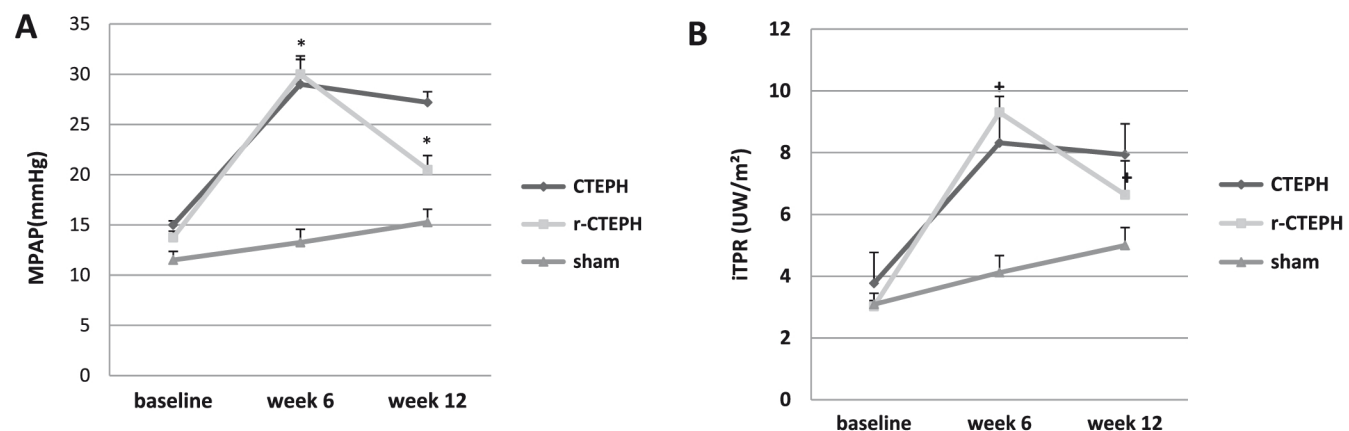 A
MPAP(mmHg)
35
30
25
20
15
10
5
0
*
*
baseline
week 6
week 12
CTEPH
r-CTEPH
sham
B
iTPR (UW/m²)
12
10
8
6
4
2
0
+
+
baseline
week 6
week 12
CTEPH
r-CTEPH
sham